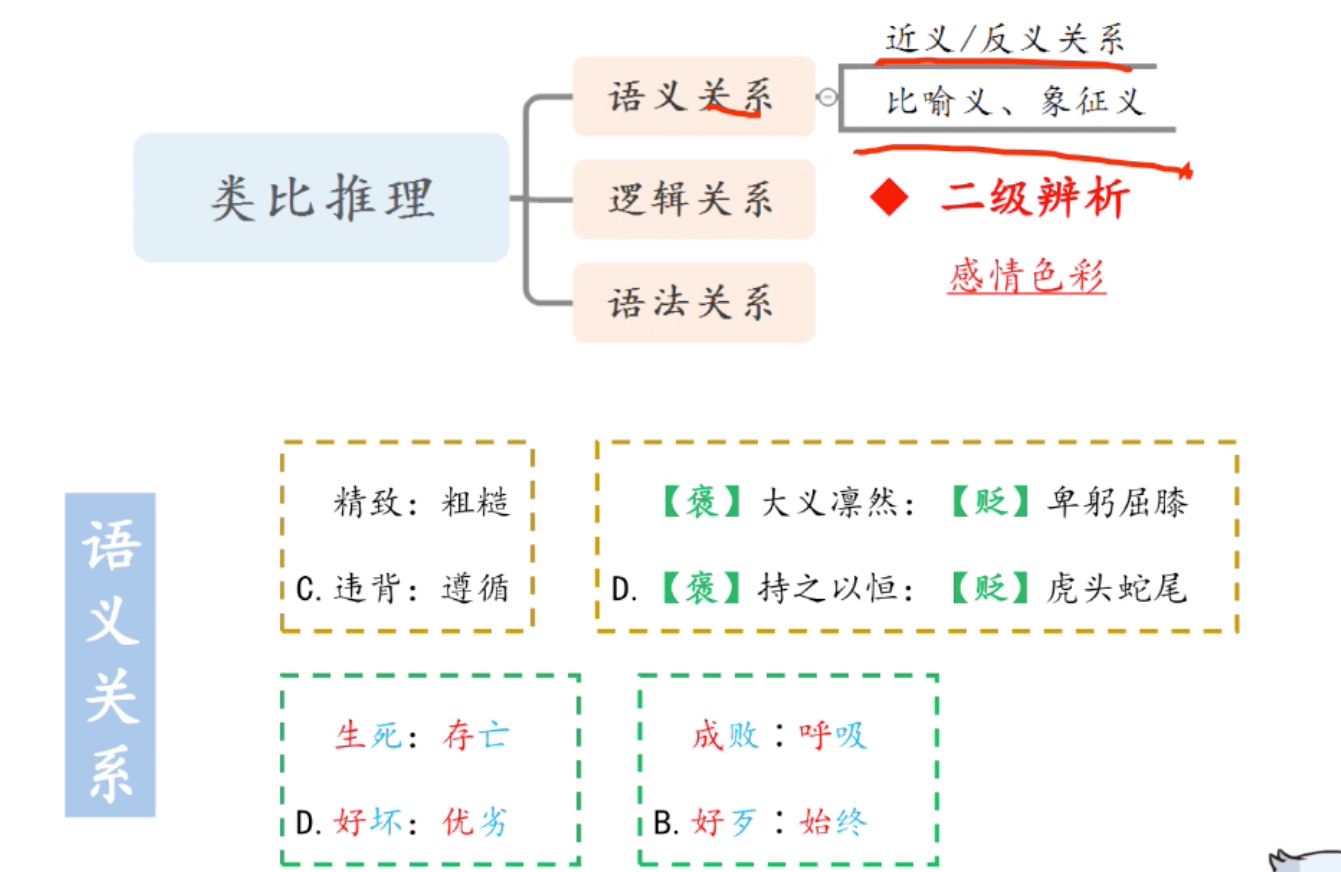 类比推理
语义关系
近义/反义关系
比喻义、象征义
逻辑关系
语法关系
二级辨析
感情色彩
语义关系
精致：粗糙
C.违背：遵循
【褒】大义凛然：【贬】卑躬屈膝
D.【褒】持之以恒：【贬】虎头蛇尾
生死：存亡
D.好坏：优劣
成败：呼吸
B.好歹：始终